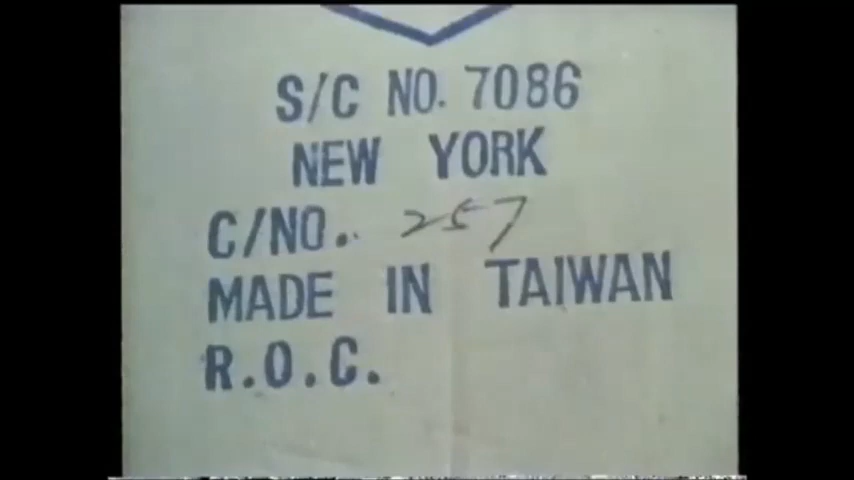 S/C NO. 7086
NEW YORK
C/NO. 257
MADE IN TAIWAN
R.O.C.